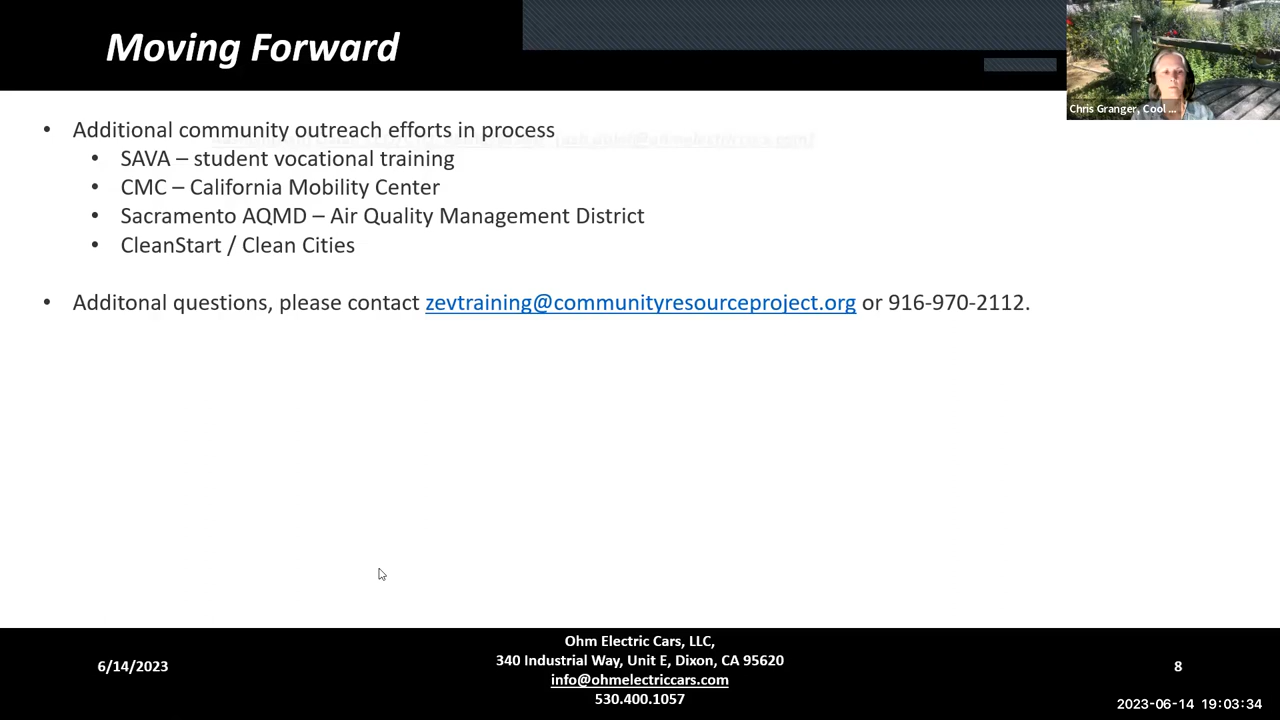 Moving Forward
Chris Granger, Cool ...
• Additional community outreach efforts in process
• SAVA – student vocational training
• CMC – California Mobility Center
• Sacramento AQMD – Air Quality Management District
• CleanStart / Clean Cities
• Additonal questions, please contact zevtraining@communityresourceproject.org or 916-970-2112.
Ohm Electric Cars, LLC,
340 Industrial Way, Unit E, Dixon, CA 95620
info@ohmelectriccars.com
530.400.1057
6/14/2023
8
2023-06-14 19:03:34